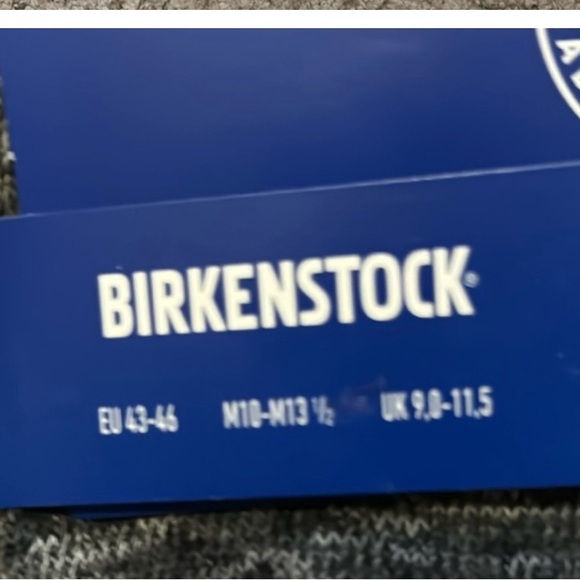 BIRKENSTOCK®
EU 43-46 M10-M13 ½ UK 9,0-11,5